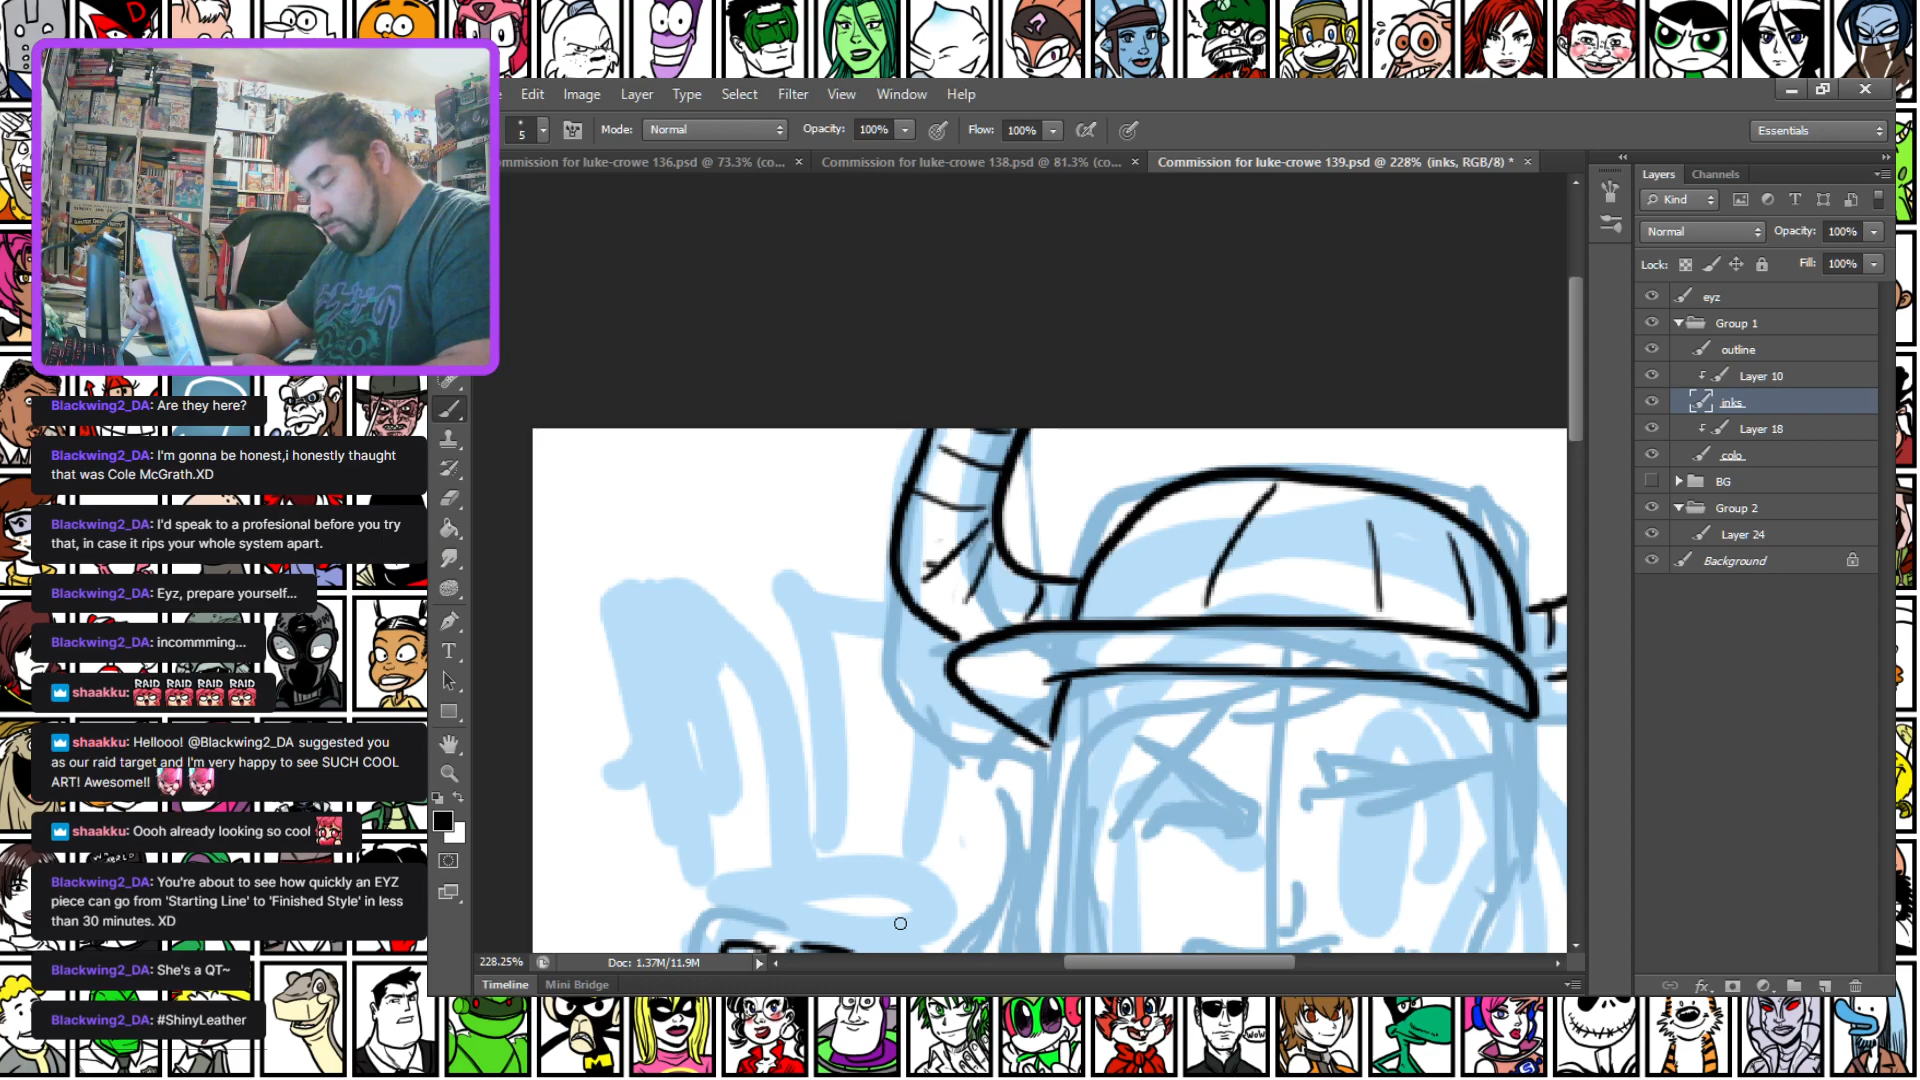 Edit Image Layer Type Select Filter View Window Help
5 Mode: Normal Opacity: 100% Flow: 100% Essentials
Commission for luke-crowe 136.psd @ 73.3% (co... × Commission for luke-crowe 138.psd @ 81.3% (co... × Commission for luke-crowe 139.psd @ 228% (inks, RGB/8) * ×
Layers Channels
Kind
Normal Opacity: 100%
Lock: Fill: 100%
eyz
Group 1
outline
Layer 10
inks
Layer 18
colo
BG
Group 2
Layer 24
Background
Blackwing2_DA: Are they here?
Blackwing2_DA: I'm gonna be honest,i honestly thaught
that was Cole McGrath.XD
Blackwing2_DA: I'd speak to a profesional before you try
that, in case it rips your whole system apart.
Blackwing2_DA: Eyz, prepare yourself...
Blackwing2_DA: incommming...
shaakku: RAID RAID RAID RAID
shaakku: Hellooo! @Blackwing2_DA suggested you
as our raid target and I'm very happy to see SUCH COOL
ART! Awesome!!
shaakku: Oooh already looking so cool
Blackwing2_DA: You're about to see how quickly an EYZ
piece can go from 'Starting Line' to 'Finished Style' in less
than 30 minutes. XD
Blackwing2_DA: She's a QT~
Blackwing2_DA: #ShinyLeather
228.25% Doc: 1.37M/11.9M
Timeline Mini Bridge
WOW